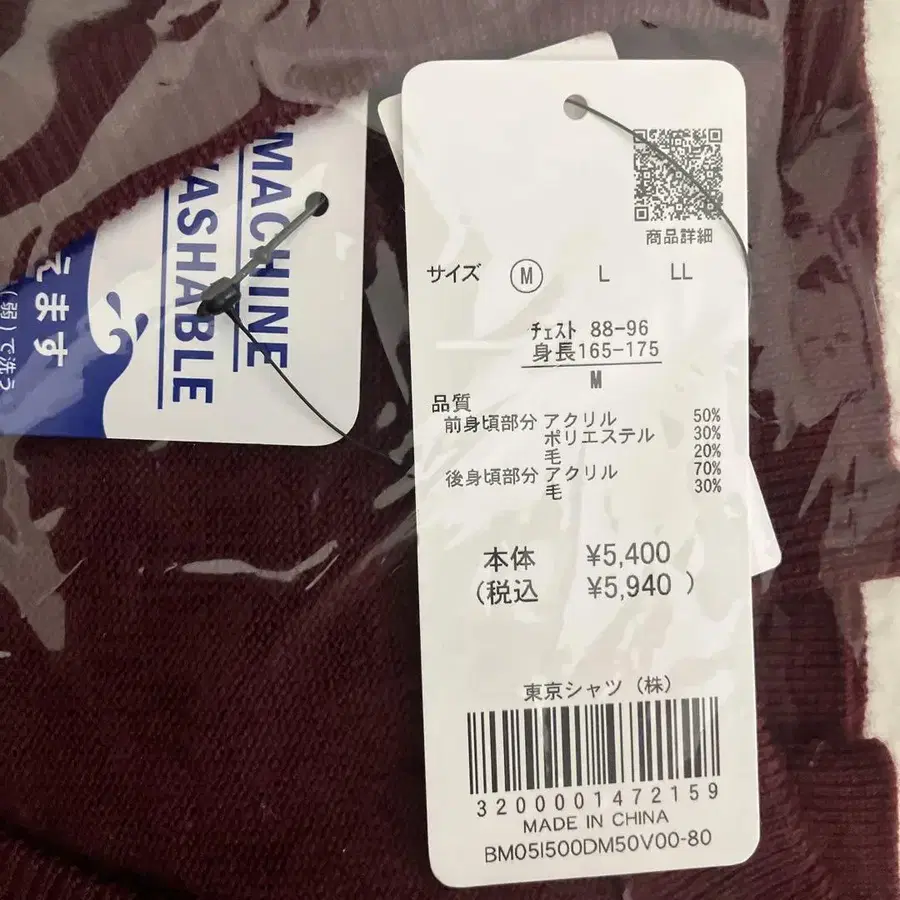 MACHINE
WASHABLE
えます
(弱)で洗う
商品詳細
サイズ M L LL
チェスト 88-96
身長165-175
M
品質
前身頃部分 アクリル 50%
ポリエステル 30%
毛 20%
後身頃部分 アクリル 70%
毛 30%
本体 ¥5,400
(税込 ¥5,940 )
東京シャツ(株)
3200001472159
MADE IN CHINA
BM05I500DM50V00-80